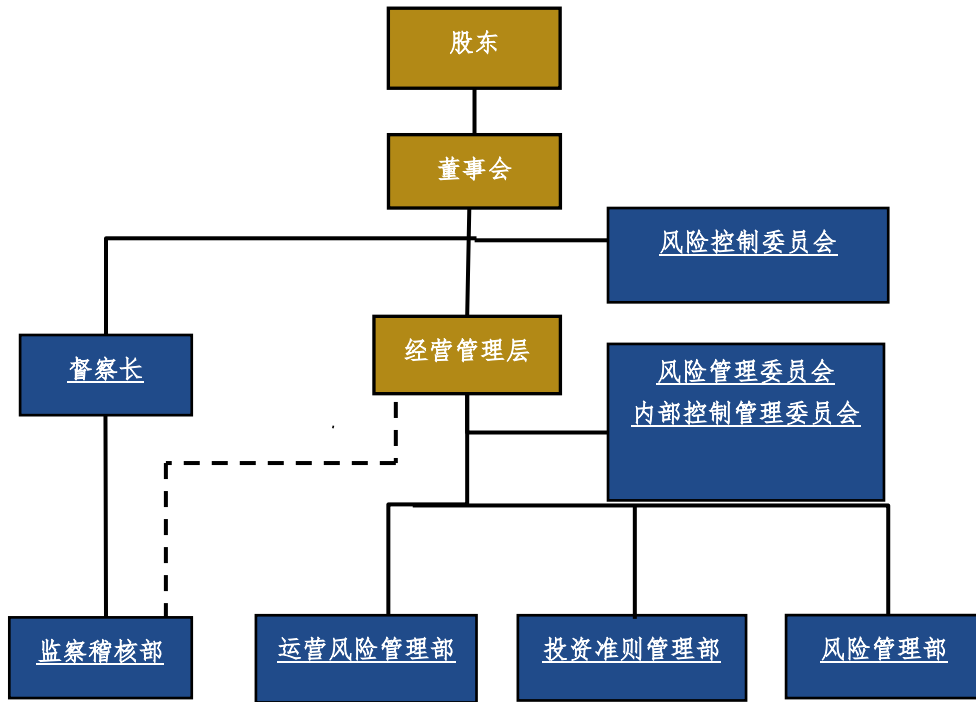 股东
董事会
风险控制委员会
经营管理层
督察长
风险管理委员会
内部控制管理委员会
监察稽核部
运营风险管理部
投资准则管理部
风险管理部